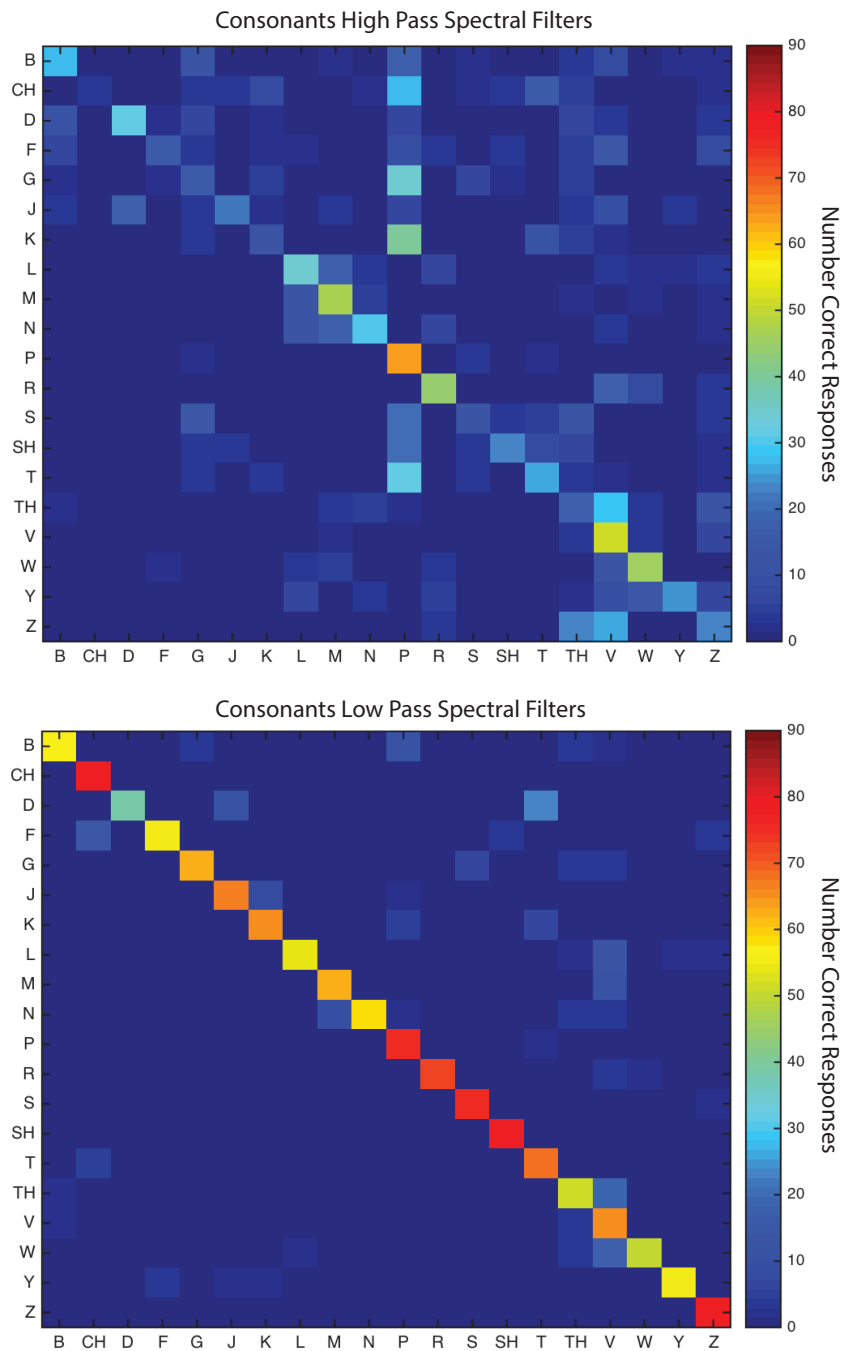 Consonants High Pass Spectral Filters
B
CH
D
F
G
J
K
L
M
N
P
R
S
SH
T
TH
V
W
Y
Z
B CH D F G J K L M N P R S SH T TH V W Y Z
90
80
70
60
50
40
30
20
10
0
Number Correct Responses
Consonants Low Pass Spectral Filters
B
CH
D
F
G
J
K
L
M
N
P
R
S
SH
T
TH
V
W
Y
Z
B CH D F G J K L M N P R S SH T TH V W Y Z
90
80
70
60
50
40
30
20
10
0
Number Correct Responses